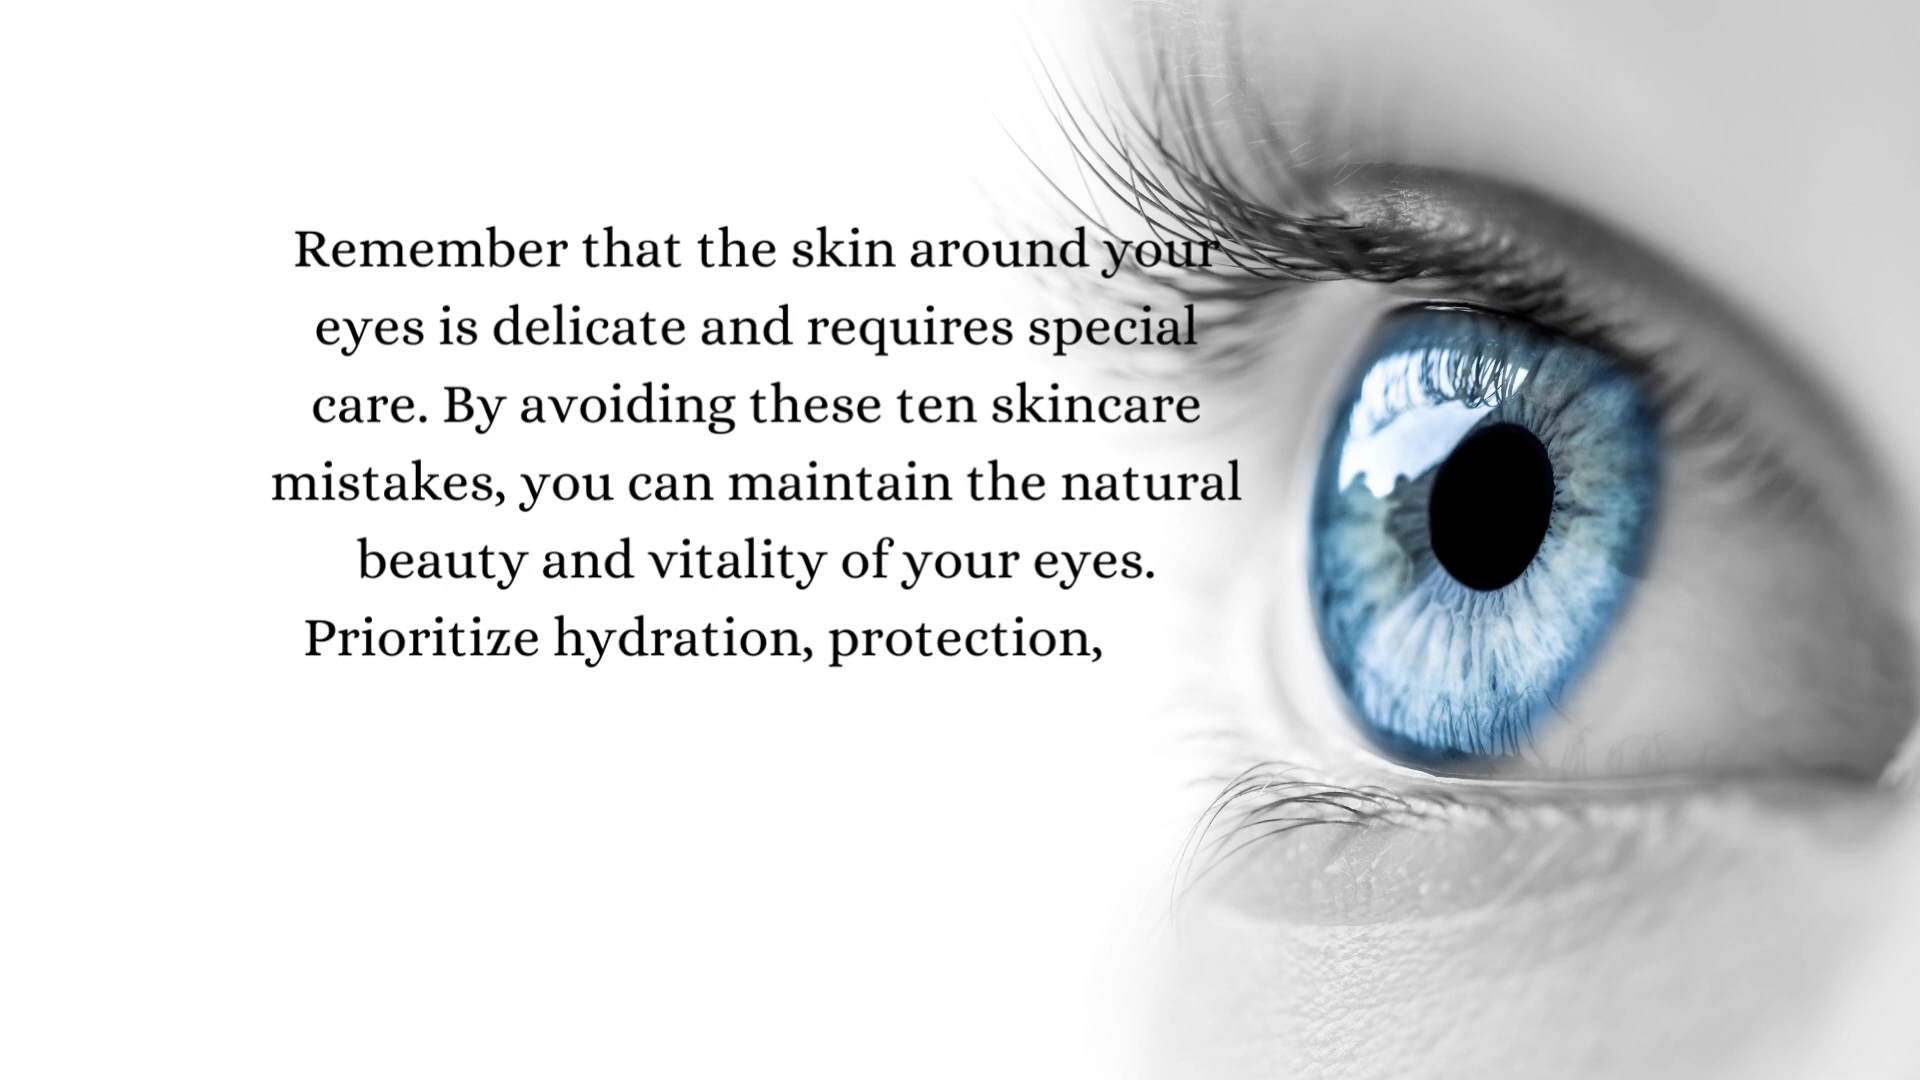 Remember that the skin around your
eyes is delicate and requires special
care. By avoiding these ten skincare
mistakes, you can maintain the natural
beauty and vitality of your eyes.
Prioritize hydration, protection,